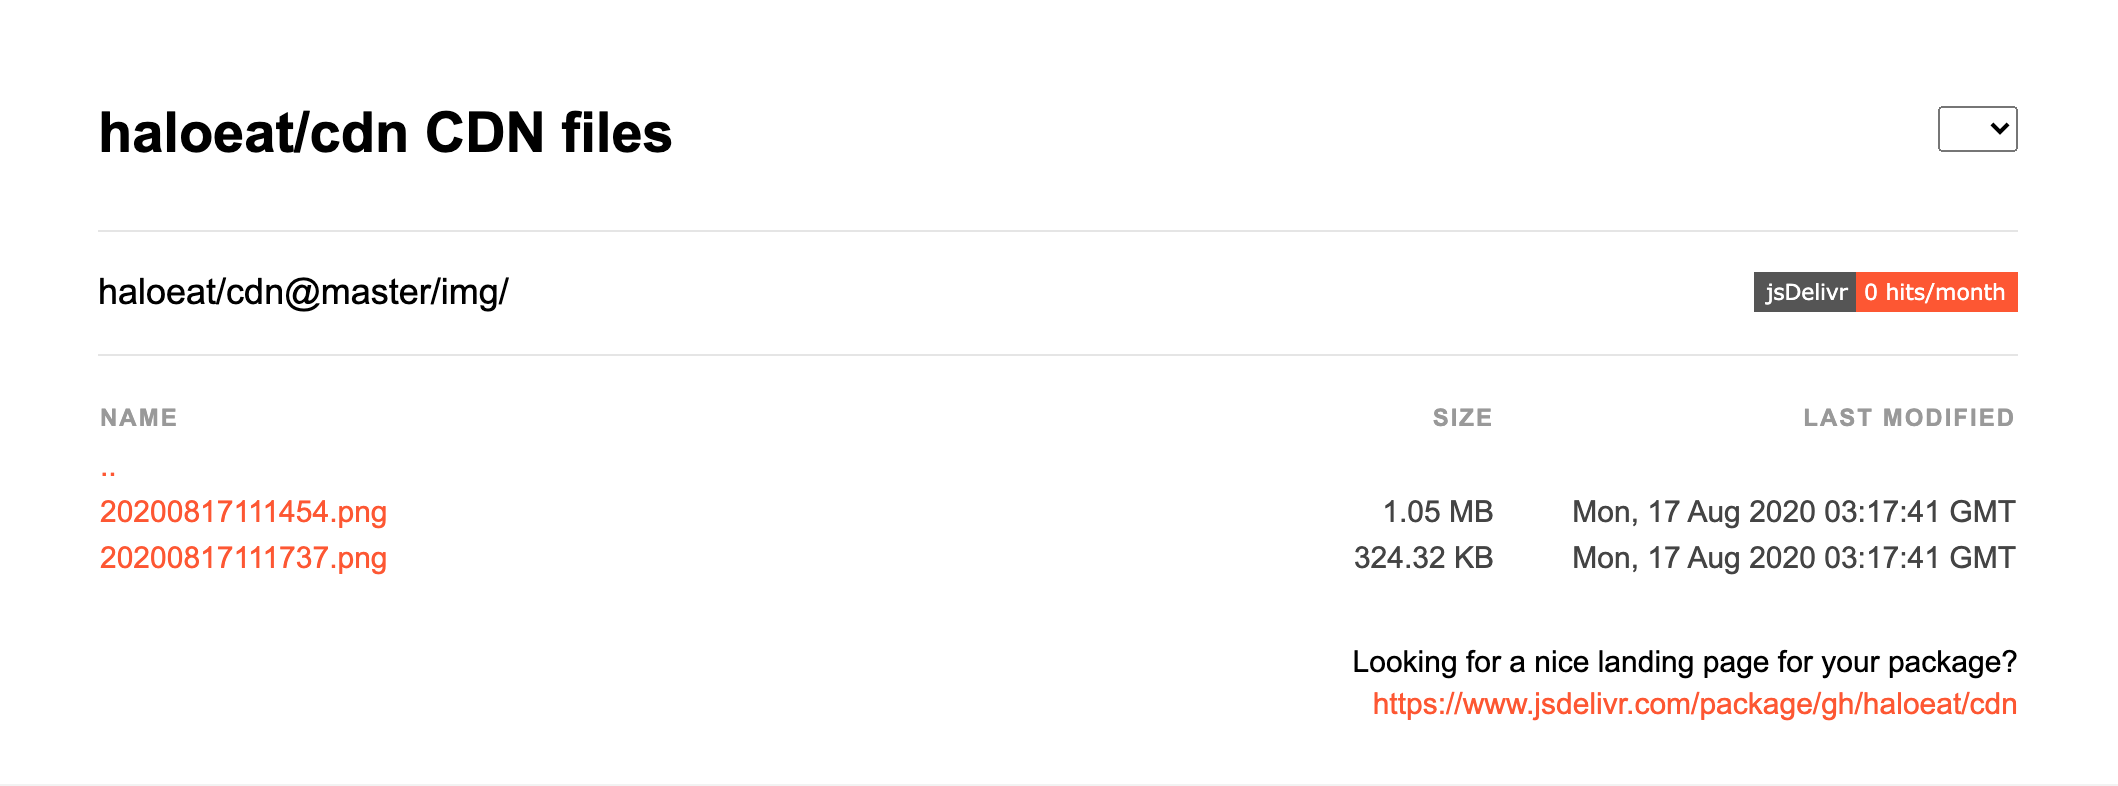 haloeat/cdn CDN files
haloeat/cdn@master/img/ jsDelivr 0 hits/month
NAME SIZE LAST MODIFIED
..
20200817111454.png 1.05 MB Mon, 17 Aug 2020 03:17:41 GMT
20200817111737.png 324.32 KB Mon, 17 Aug 2020 03:17:41 GMT
Looking for a nice landing page for your package?
https://www.jsdelivr.com/package/gh/haloeat/cdn